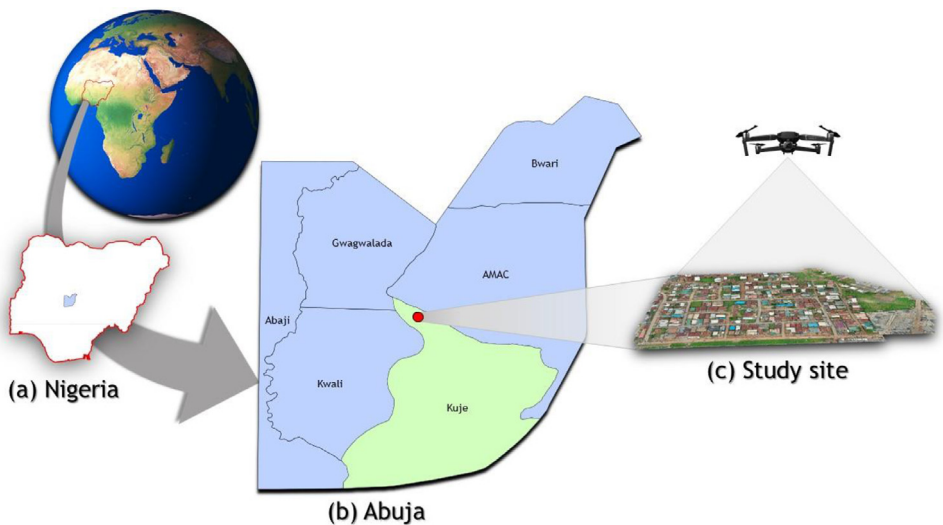 Bwari
Gwagwalada
AMAC
Abaji
Kwali
Kuje
(a) Nigeria
(b) Abuja
(c) Study site